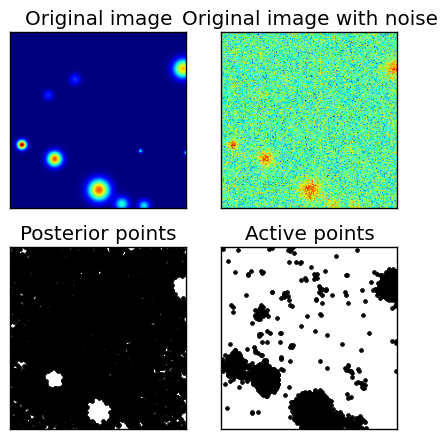 Original image
Original image with noise
Posterior points
Active points